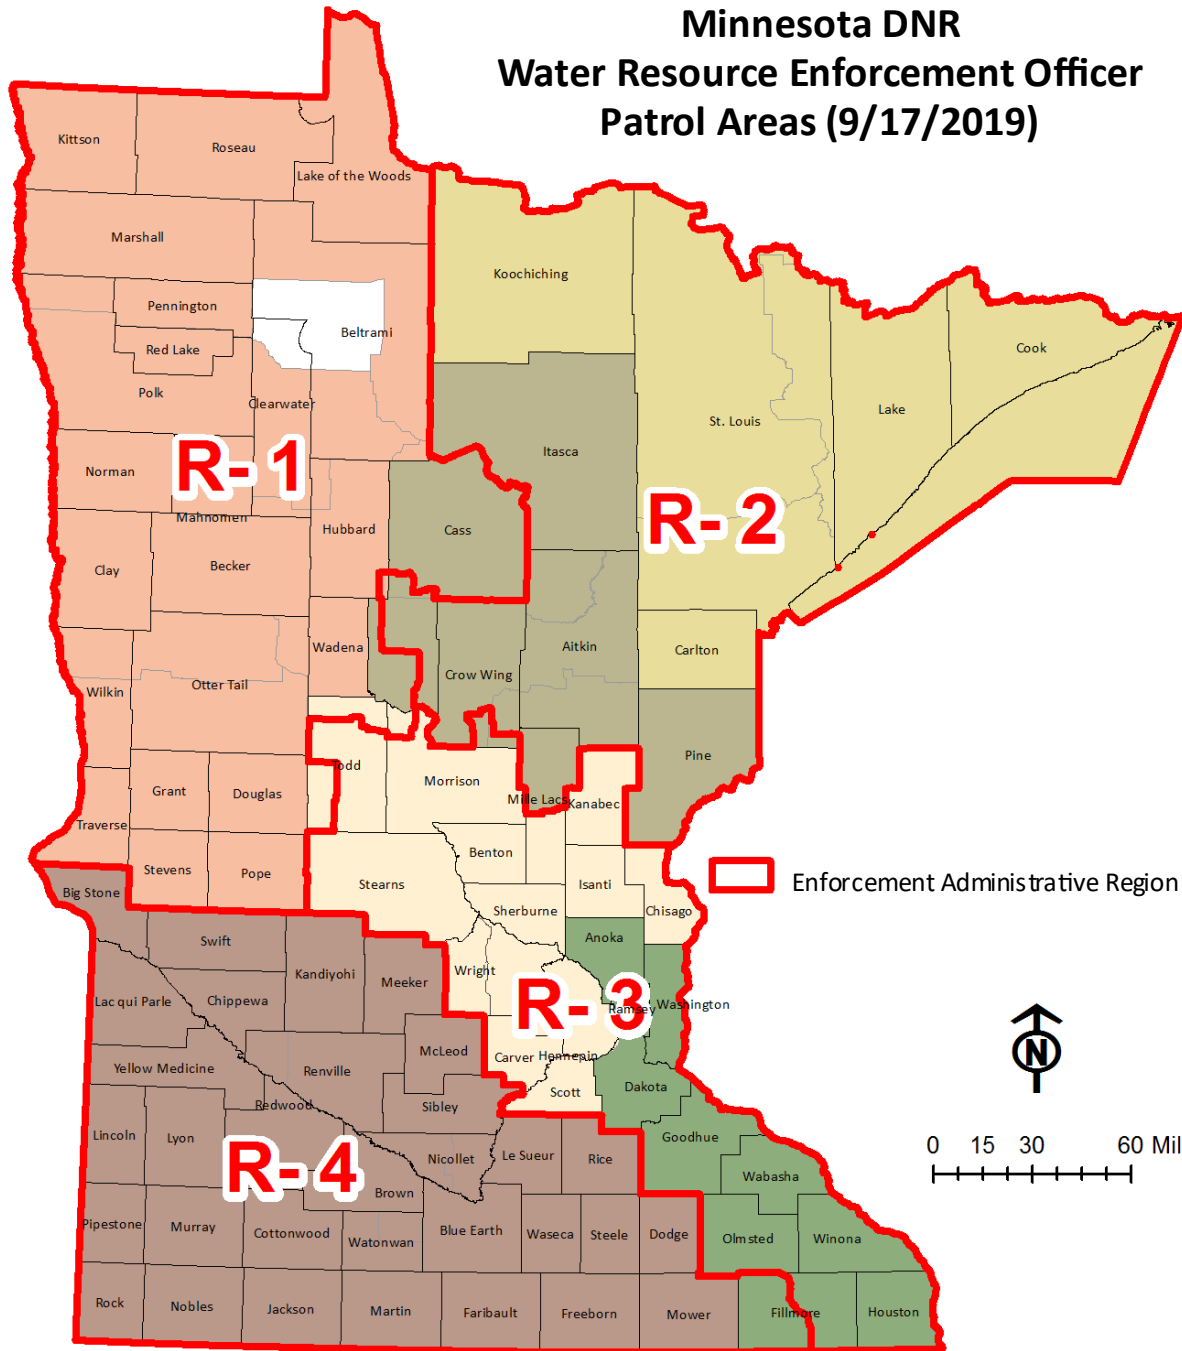 Minnesota DNR
Water Resource Enforcement Officer
Patrol Areas (9/17/2019)
Kittson
Roseau
Lake of the Woods
Marshall
Koochiching
Pennington
Beltrami
Red Lake
Cook
Polk
Clearwater
Lake
St. Louis
Itasca
R- 1
Norman
Mahnomen
R- 2
Hubbard
Cass
Clay
Becker
Wadena
Aitkin
Carlton
Crow Wing
Otter Tail
Wilkin
Pine
Todd
Morrison
Grant
Douglas
Mille Lacs
Kanabec
Traverse
Benton
Stevens
Pope
Stearns
Isanti
Enforcement Administrative Region
Big Stone
Sherburne
Chisago
Swift
Anoka
Kandiyohi
Wright
Meeker
Lac qui Parle
Chippewa
R- 3
Ramsey
Washington
N
McLeod
Carver
Hennepin
Yellow Medicine
Renville
Scott
Dakota
Redwood
Sibley
Lincoln
Lyon
Goodhue
0 15 30 60 Mil
R- 4
Nicollet
Le Sueur
Rice
Wabasha
Brown
Pipestone
Murray
Cottonwood
Watonwan
Blue Earth
Waseca
Steele
Dodge
Olmsted
Winona
Rock
Nobles
Jackson
Martin
Faribault
Freeborn
Mower
Fillmore
Houston